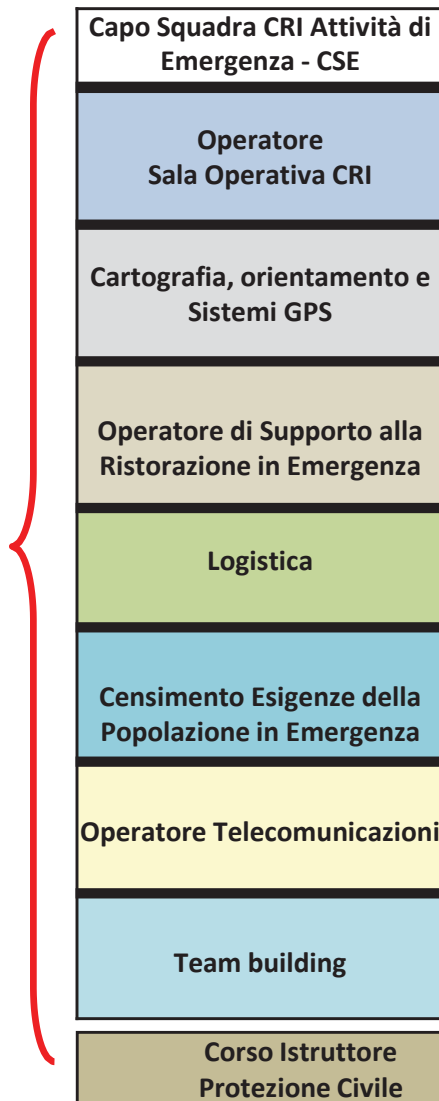 Capo Squadra CRI Attività di
Emergenza - CSE
Operatore
Sala Operativa CRI
Cartografia, orientamento e
Sistemi GPS
Operatore di Supporto alla
Ristorazione in Emergenza
Logistica
Censimento Esigenze della
Popolazione in Emergenza
Operatore Telecomunicazioni
Team building
Corso Istruttore
Protezione Civile